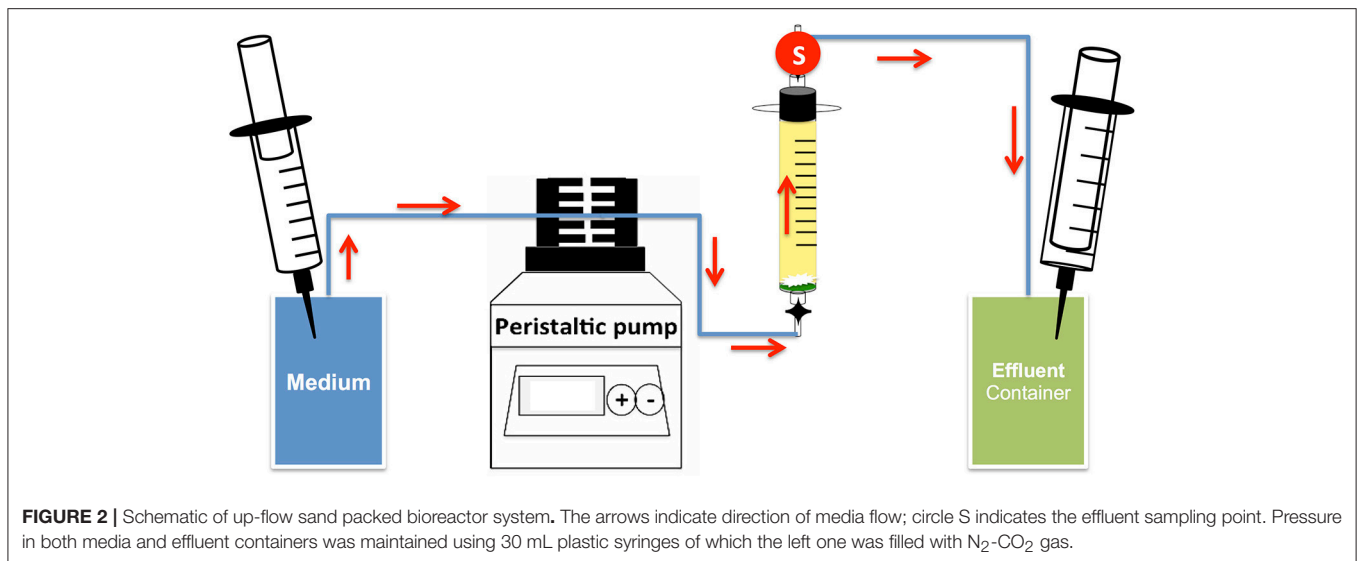 S
Peristaltic pump
+ -
Medium
Effluent
Container
FIGURE 2 | Schematic of up-flow sand packed bioreactor system. The arrows indicate direction of media flow; circle S indicates the effluent sampling point. Pressure
in both media and effluent containers was maintained using 30 mL plastic syringes of which the left one was filled with N₂-CO₂ gas.